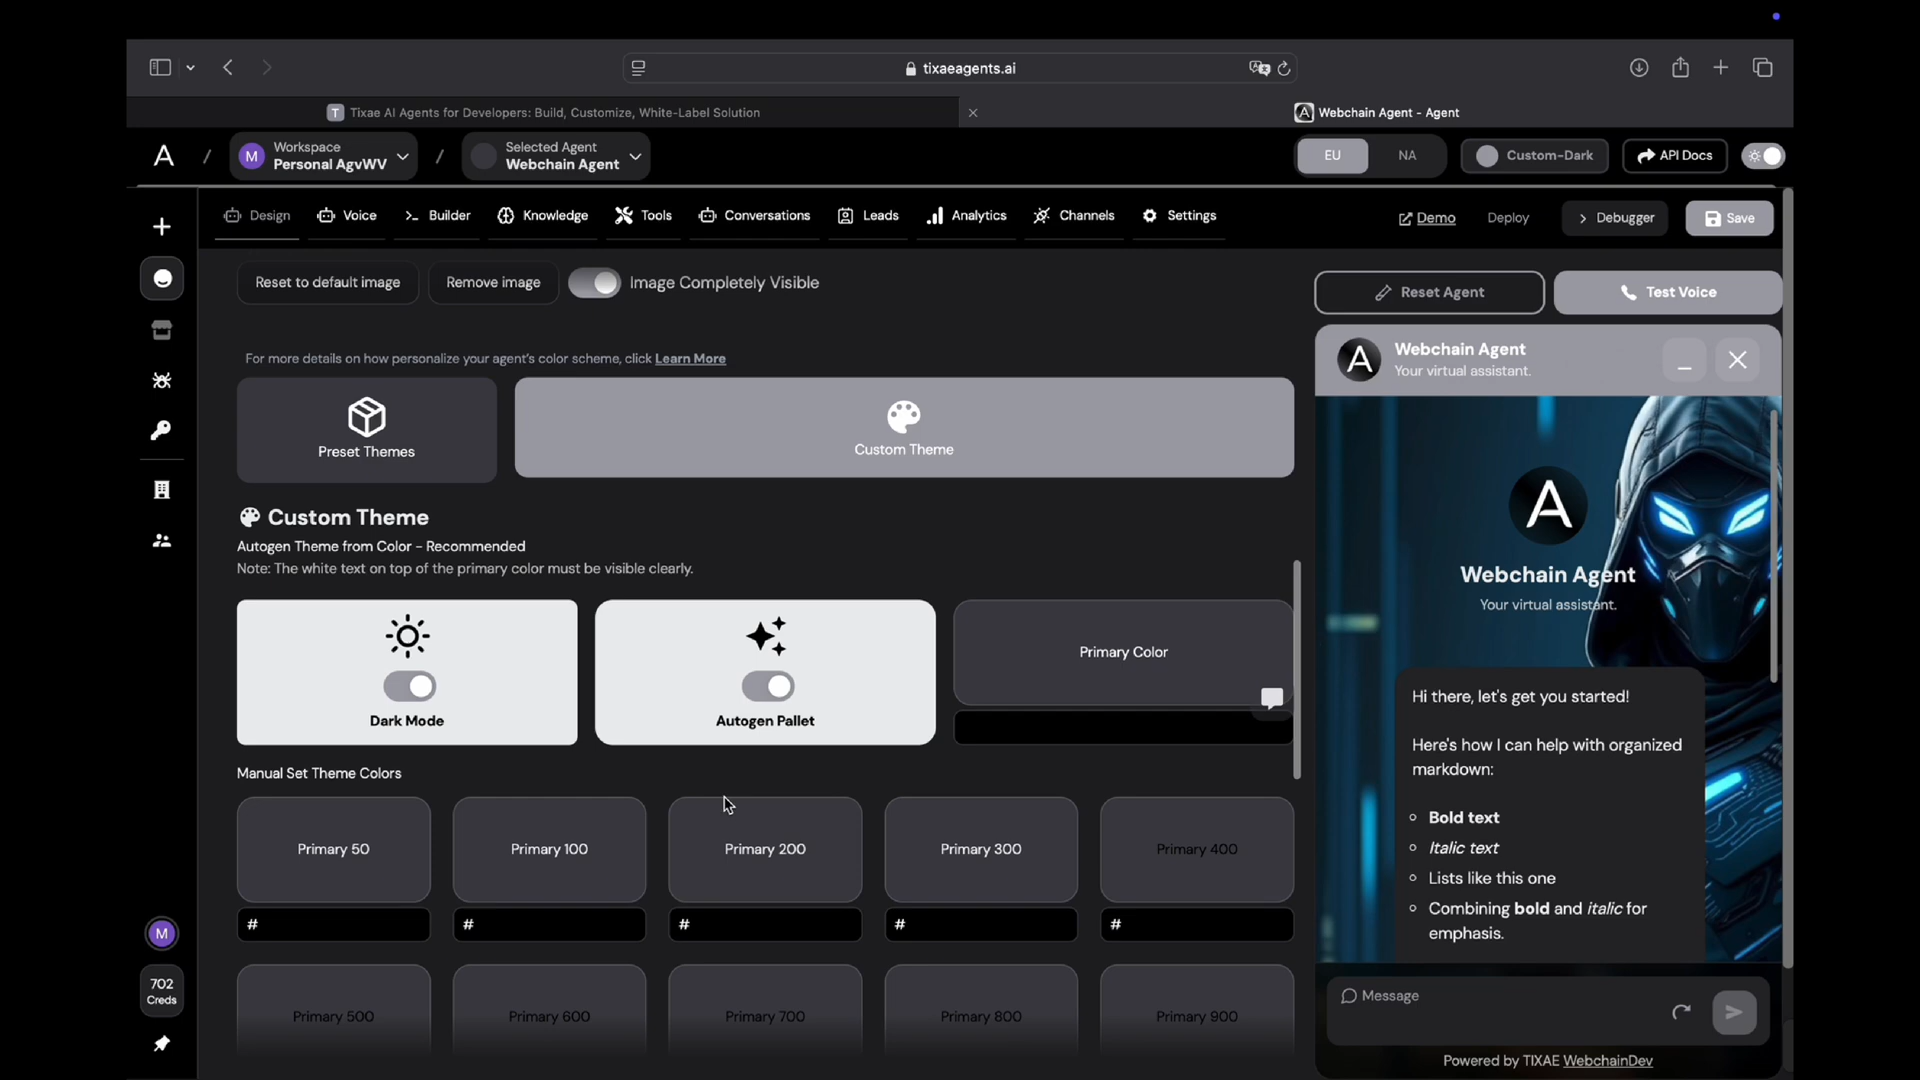 tixaeagents.ai
T Tixae AI Agents for Developers: Build, Customize, White-Label Solution
A Webchain Agent - Agent
A / M Workspace / Selected Agent
Personal AgvWV
Webchain Agent
EU NA Custom-Dark API Docs
Design Voice Builder Knowledge Tools Conversations Leads Analytics Channels Settings
Demo Deploy Debugger Save
Reset to default image Remove image Image Completely Visible
For more details on how personalize your agent's color scheme, click Learn More
Preset Themes
Custom Theme
Custom Theme
Autogen Theme from Color - Recommended
Note: The white text on top of the primary color must be visible clearly.
Dark Mode
Autogen Pallet
Primary Color
Manual Set Theme Colors
Primary 50 Primary 100 Primary 200 Primary 300 Primary 400
# # # # #
Primary 500 Primary 600 Primary 700 Primary 800 Primary 900
M
702
Creds
Reset Agent Test Voice
A Webchain Agent
Your virtual assistant.
A
Webchain Agent
Your virtual assistant.
Hi there, let's get you started!
Here's how I can help with organized
markdown:
Bold text
Italic text
Lists like this one
Combining bold and italic for
emphasis.
Message
Powered by TIXAE WebchainDev